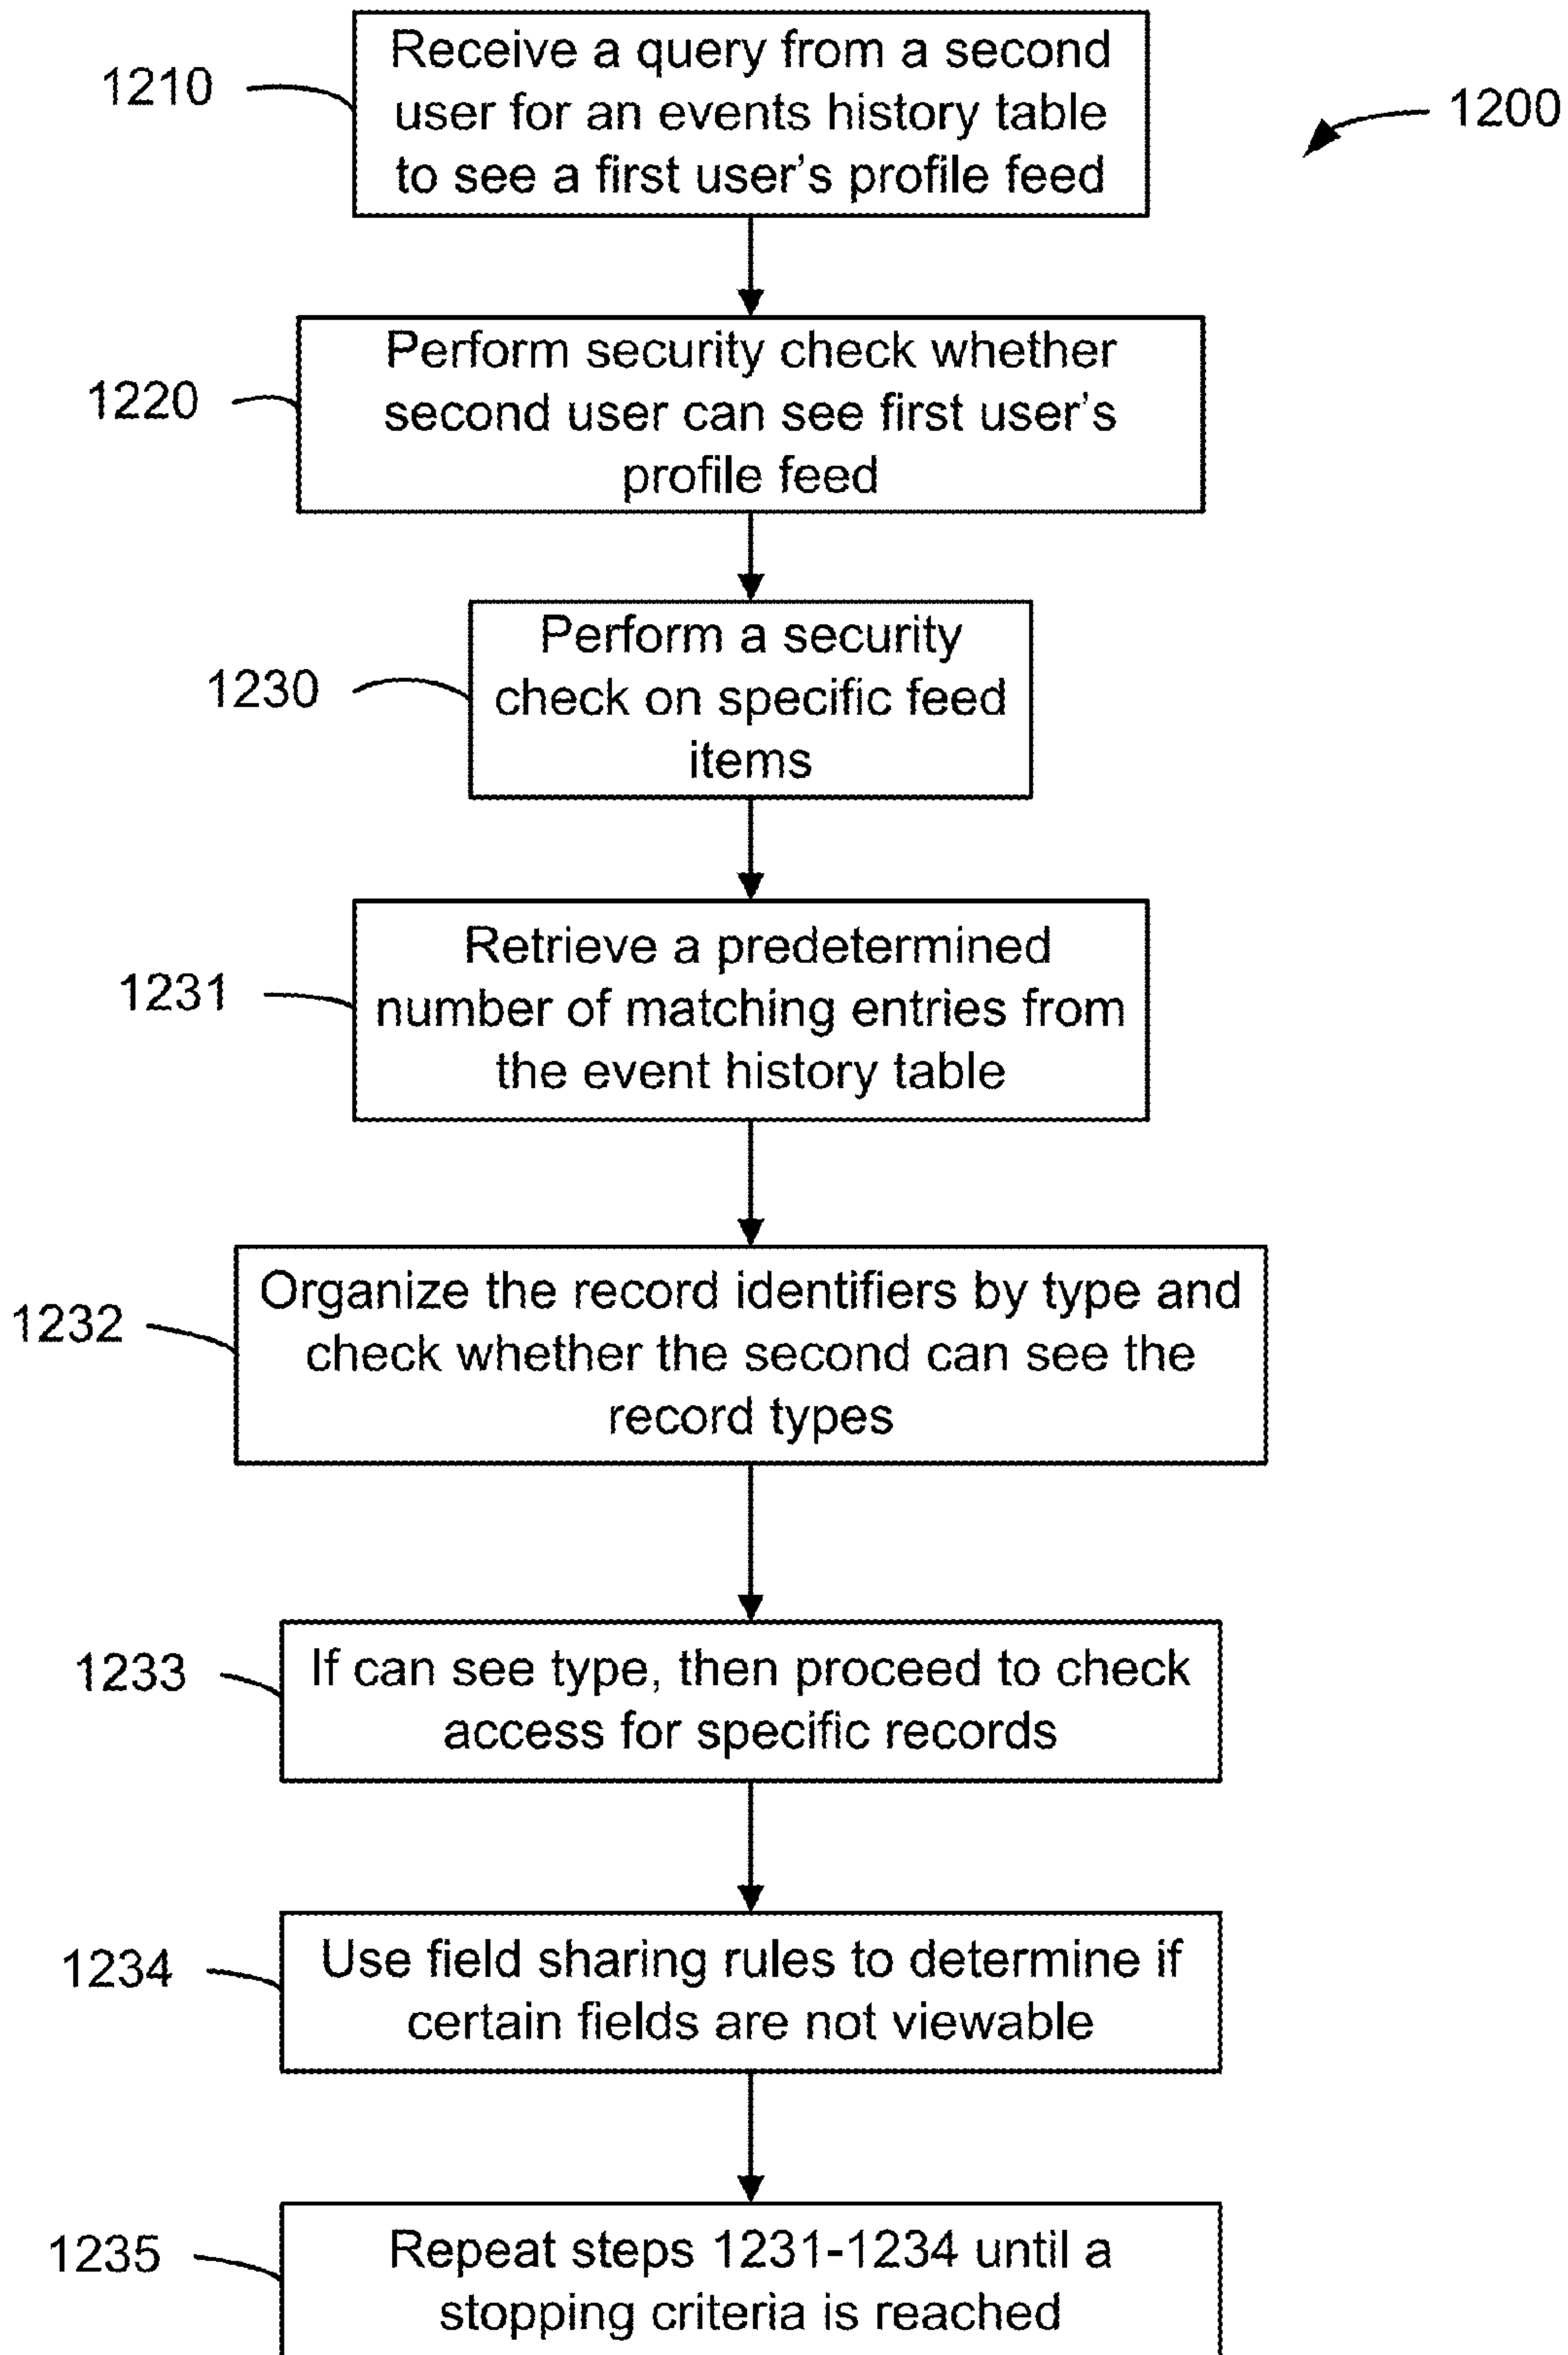 Receive a query from a second
user for an events history table
to see a first user's profile feed
1210
1200
Perform security check whether
second user can see first user's
profile feed
1220
Perform a security
check on specific feed
items
1230
Retrieve a predetermined
number of matching entries from
the event history table
1231
Organize the record identifiers by type and
check whether the second can see the
record types
1232
If can see type, then proceed to check
access for specific records
1233
Use field sharing rules to determine if
certain fields are not viewable
1234
Repeat steps 1231-1234 until a
stopping criteria is reached
1235